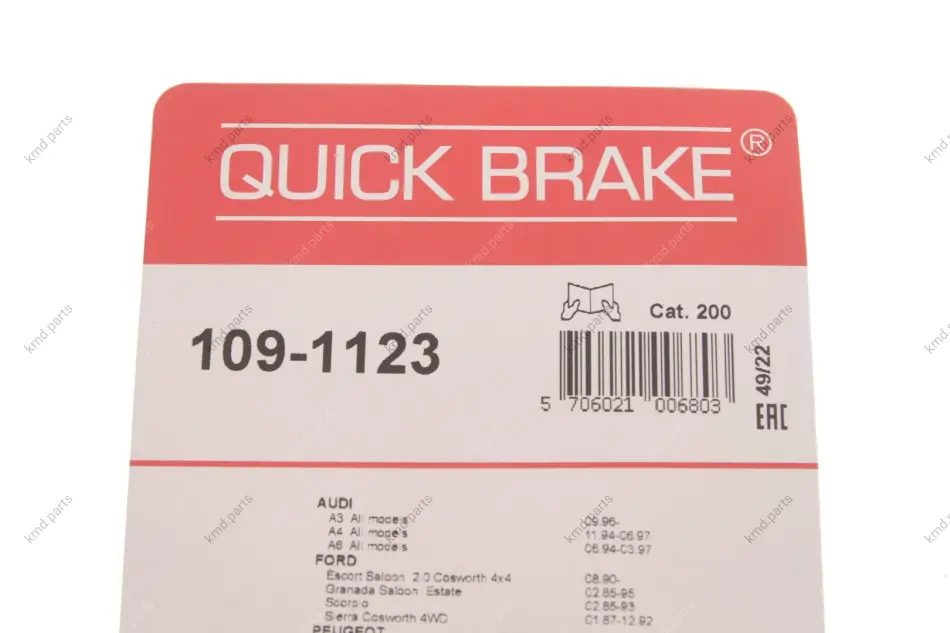 QUICK BRAKE®
109-1123
Cat. 200
5 706021 006803
49/22
EAC
AUDI
A3 All models 09.96-
A4 All models 11.94-06.97
A6 All models 06.94-03.97
FORD
Escort Saloon 2.0 Cosworth 4x4 08.90-
Granada Saloon Estate 02.85-95
Scorpio 02.85-93
Sierra Cosworth 4WD 01.87-12.92
PEUGEOT
kmd.parts